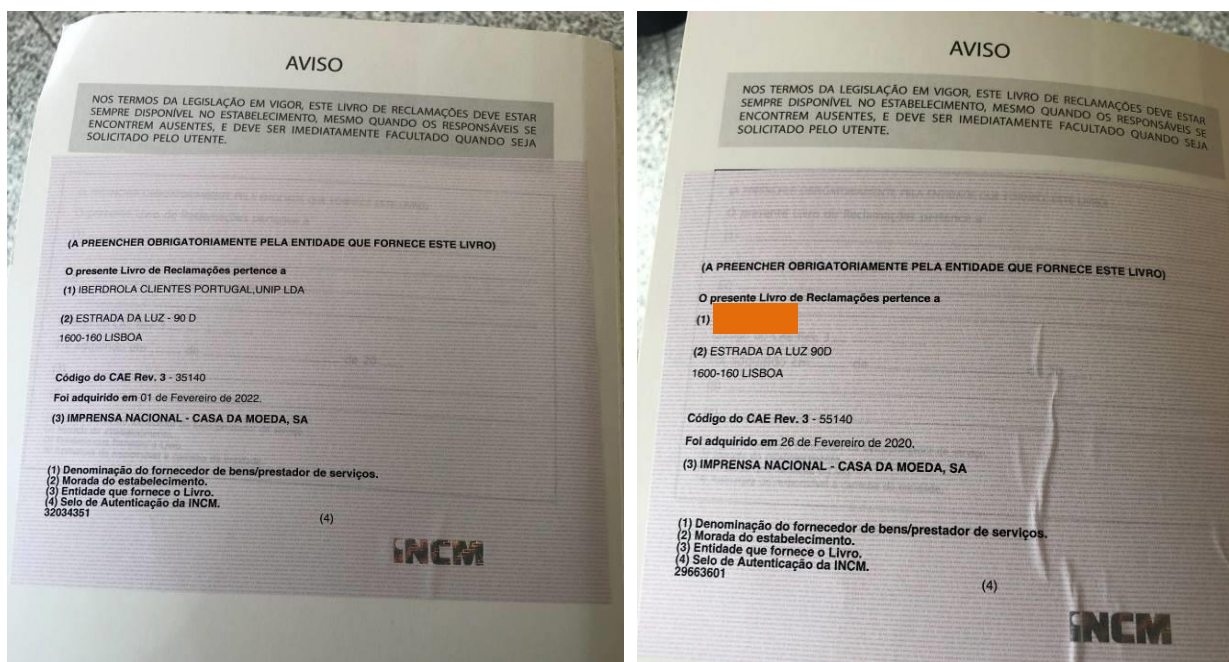 AVISO
NOS TERMOS DA LEGISLAÇÃO EM VIGOR, ESTE LIVRO DE RECLAMAÇÕES DEVE ESTAR
SEMPRE DISPONÍVEL NO ESTABELECIMENTO, MESMO QUANDO OS RESPONSÁVEIS SE
ENCONTREM AUSENTES, E DEVE SER IMEDIATAMENTE FACULTADO QUANDO SEJA
SOLICITADO PELO UTENTE.
(A PREENCHER OBRIGATORIAMENTE PELA ENTIDADE QUE FORNECE ESTE LIVRO)
O presente Livro de Reclamações pertence a
(1) IBERDROLA CLIENTES PORTUGAL,UNIP LDA
(2) ESTRADA DA LUZ - 90 D
1600-160 LISBOA
Código do CAE Rev. 3 - 35140
Foi adquirido em 01 de Fevereiro de 2022.
(3) IMPRENSA NACIONAL - CASA DA MOEDA, SA
(1) Denominação do fornecedor de bens/prestador de serviços.
(2) Morada do estabelecimento.
(3) Entidade que fornece o Livro.
(4) Selo de Autenticação da INCM.
32034351
(4)
INCM
AVISO
NOS TERMOS DA LEGISLAÇÃO EM VIGOR, ESTE LIVRO DE RECLAMAÇÕES DEVE ESTAR
SEMPRE DISPONÍVEL NO ESTABELECIMENTO, MESMO QUANDO OS RESPONSÁVEIS SE
ENCONTREM AUSENTES, E DEVE SER IMEDIATAMENTE FACULTADO QUANDO SEJA
SOLICITADO PELO UTENTE.
(A PREENCHER OBRIGATORIAMENTE PELA ENTIDADE QUE FORNECE ESTE LIVRO)
O presente Livro de Reclamações pertence a
(1)
(2) ESTRADA DA LUZ 90D
1600-160 LISBOA
Código do CAE Rev. 3 - 55140
Foi adquirido em 26 de Fevereiro de 2020.
(3) IMPRENSA NACIONAL - CASA DA MOEDA, SA
(1) Denominação do fornecedor de bens/prestador de serviços.
(2) Morada do estabelecimento.
(3) Entidade que fornece o Livro.
(4) Selo de Autenticação da INCM.
29663601
(4)
INCM